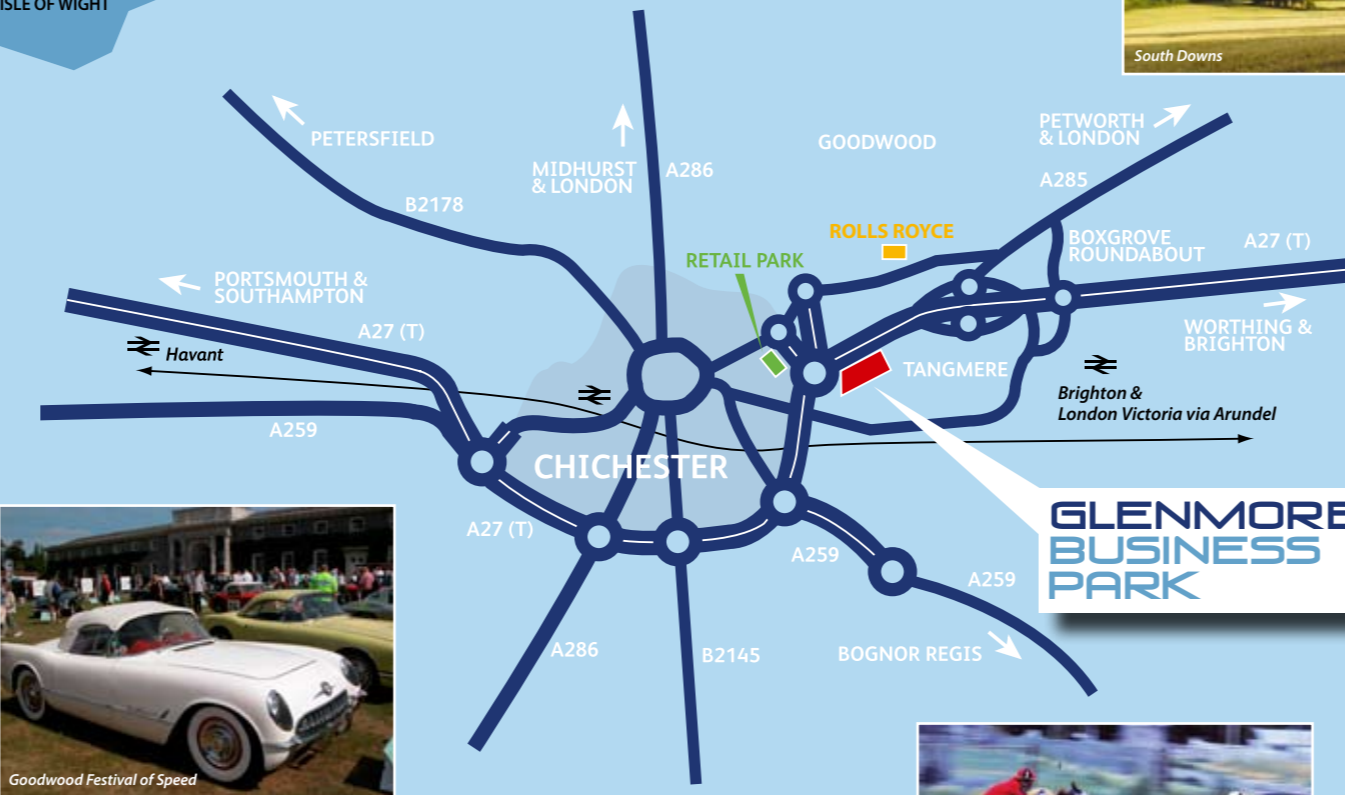 ISLE OF WIGHT
South Downs
PETERSFIELD
B2178
MIDHURST
& LONDON
A286
GOODWOOD
PETWORTH
& LONDON
A285
ROLLS ROYCE
RETAIL PARK
BOXGROVE
ROUNDABOUT
A27 (T)
PORTSMOUTH &
SOUTHAMPTON
A27 (T)
Havant
WORTHING &
BRIGHTON
TANGMERE
Brighton &
London Victoria via Arundel
A259
CHICHESTER
A27 (T)
GLENMORE
BUSINESS
PARK
A259
A259
A286
B2145
BOGNOR REGIS
Goodwood Festival of Speed